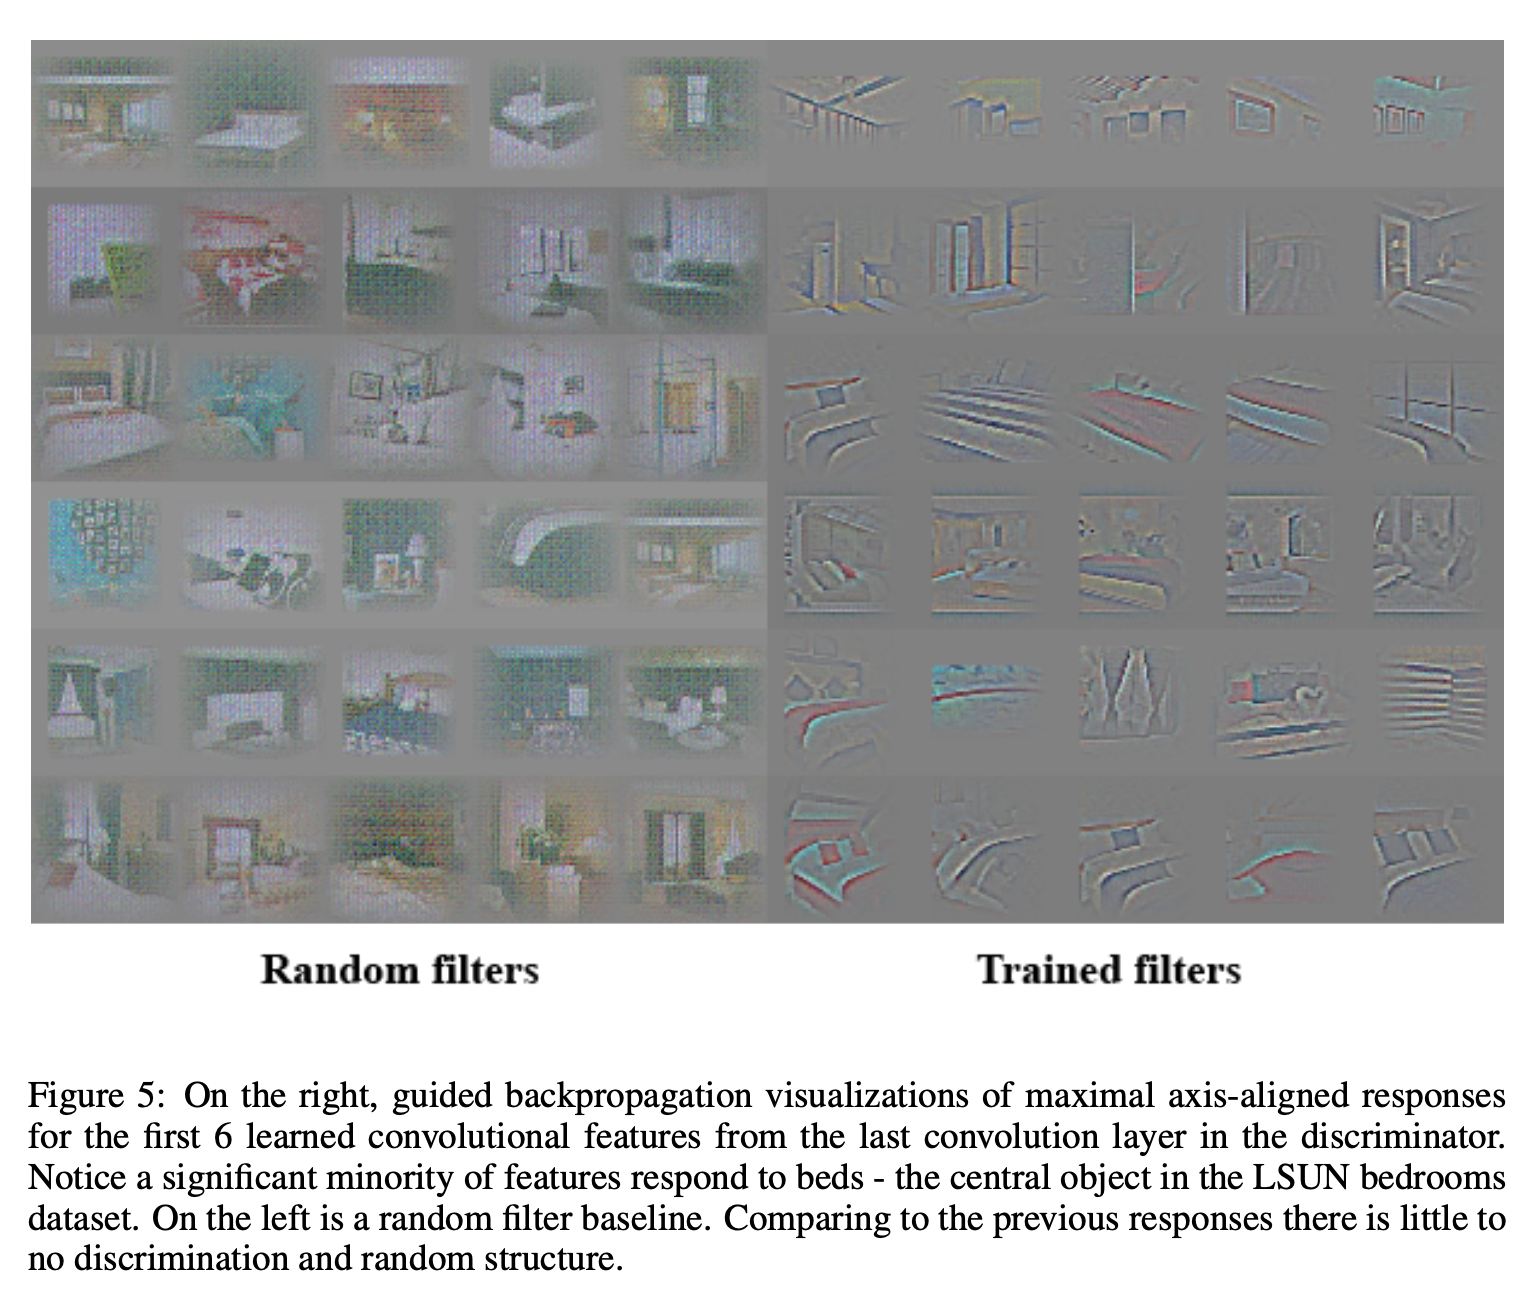 Random filters
Trained filters
Figure 5: On the right, guided backpropagation visualizations of maximal axis-aligned responses
for the first 6 learned convolutional features from the last convolution layer in the discriminator.
Notice a significant minority of features respond to beds - the central object in the LSUN bedrooms
dataset. On the left is a random filter baseline. Comparing to the previous responses there is little to
no discrimination and random structure.